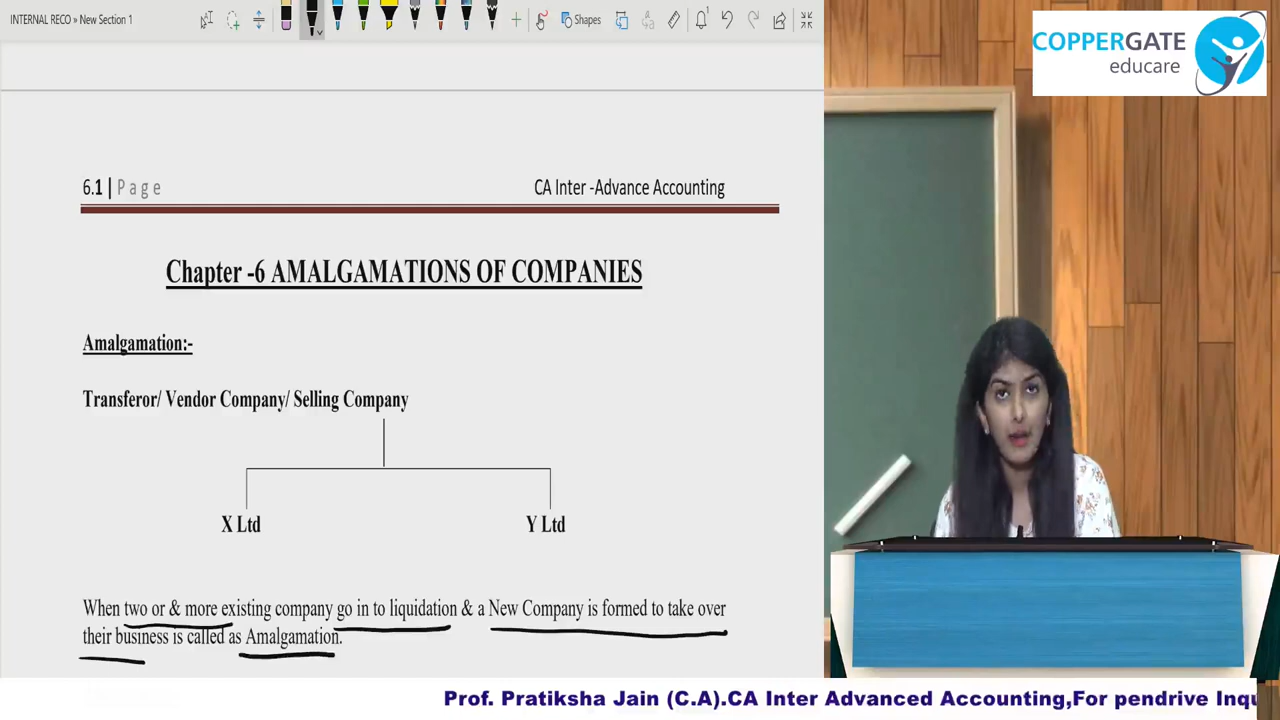 INTERNAL RECO » New Section 1
Shapes
COPPERGATE
educare
6.1 | Page
CA Inter -Advance Accounting
Chapter -6 AMALGAMATIONS OF COMPANIES
Amalgamation:-
Transferor/ Vendor Company/ Selling Company
X Ltd
Y Ltd
When two or & more existing company go in to liquidation & a New Company is formed to take over
their business is called as Amalgamation.
Prof. Pratiksha Jain (C.A).CA Inter Advanced Accounting,For pendrive Inqu